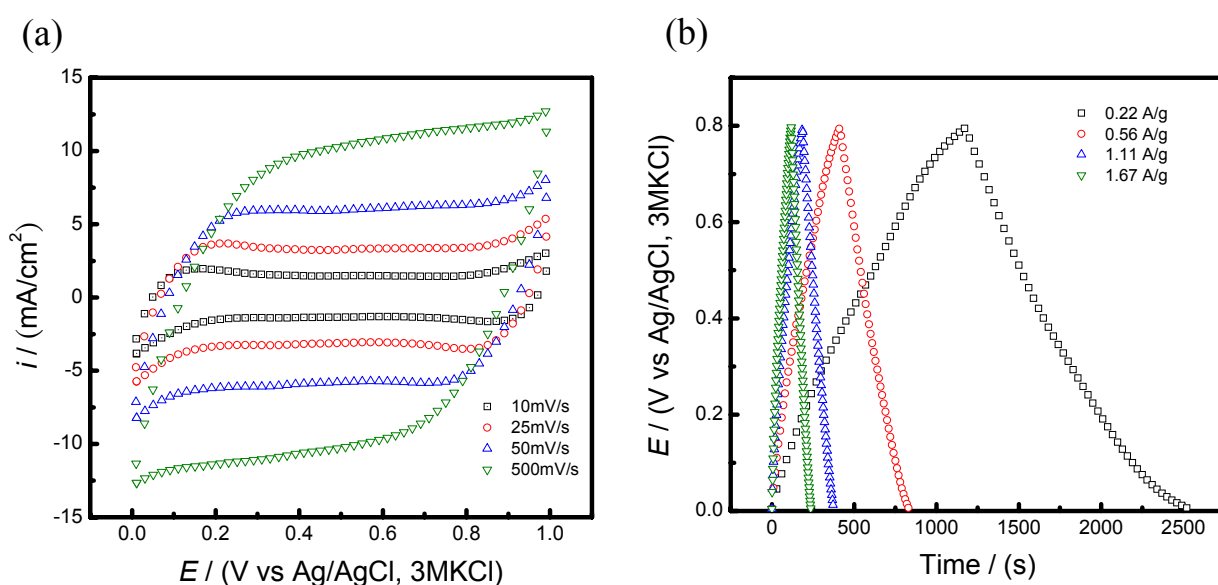 (a)
15
10
5
0
-5
-10
-15
i / (mA/cm²)
10mV/s
25mV/s
50mV/s
500mV/s
0.0 0.2 0.4 0.6 0.8 1.0
E / (V vs Ag/AgCl, 3MKCl)
(b)
0.8
0.6
0.4
0.2
0.0
E / (V vs Ag/AgCl, 3MKCl)
0.22 A/g
0.56 A/g
1.11 A/g
1.67 A/g
0 500 1000 1500 2000 2500
Time / (s)